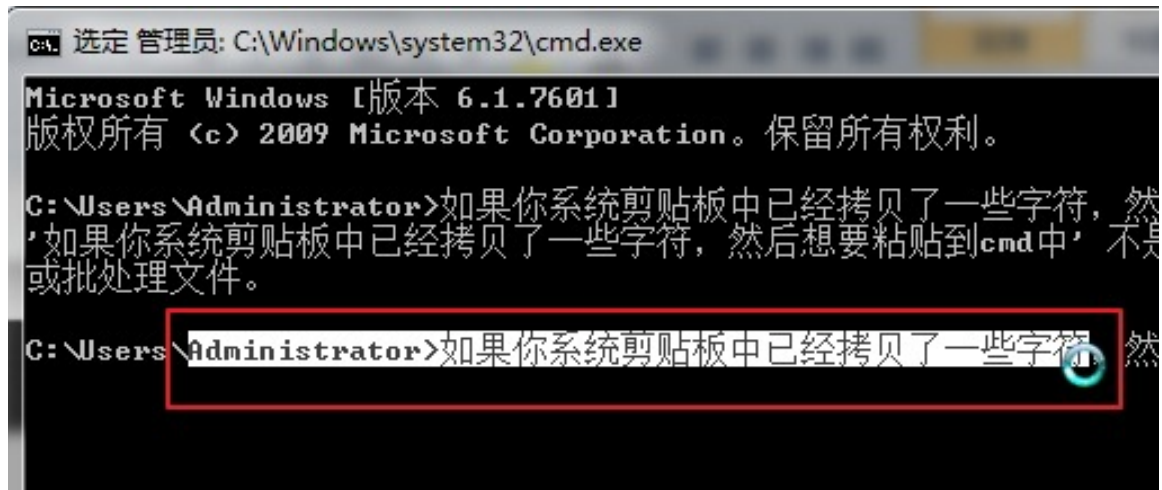 选定 管理员: C:\Windows\system32\cmd.exe
Microsoft Windows [版本 6.1.7601]
版权所有 (c) 2009 Microsoft Corporation。保留所有权利。
C:\Users\Administrator>如果你系统剪贴板中已经拷贝了一些字符，然
'如果你系统剪贴板中已经拷贝了一些字符，然后想要粘贴到cmd中' 不是
或批处理文件。
C:\Users\Administrator>如果你系统剪贴板中已经拷贝了一些字符，然